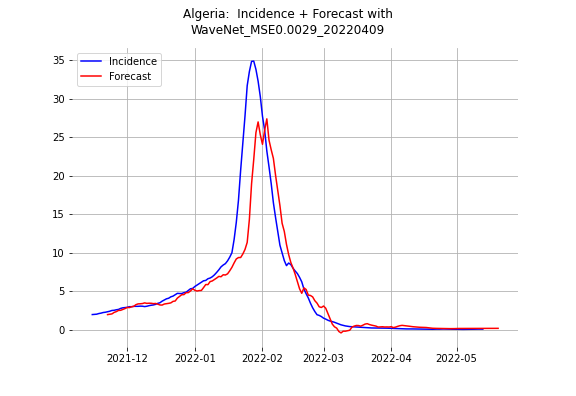 Algeria:  Incidence + Forecast with
WaveNet_MSE0.0029_20220409
Incidence
Forecast
35
30
25
20
15
10
5
0
2021-12 2022-01 2022-02 2022-03 2022-04 2022-05